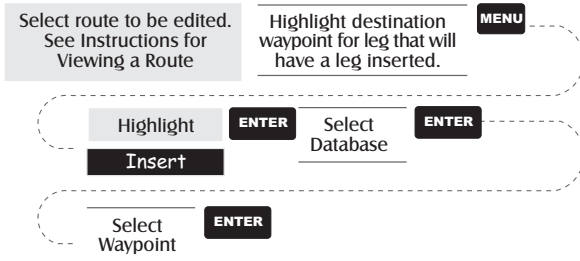 Select route to be edited.
See Instructions for
Viewing a Route
Highlight destination
waypoint for leg that will
have a leg inserted.
MENU
Highlight
Insert
ENTER
Select
Database
ENTER
Select
Waypoint
ENTER